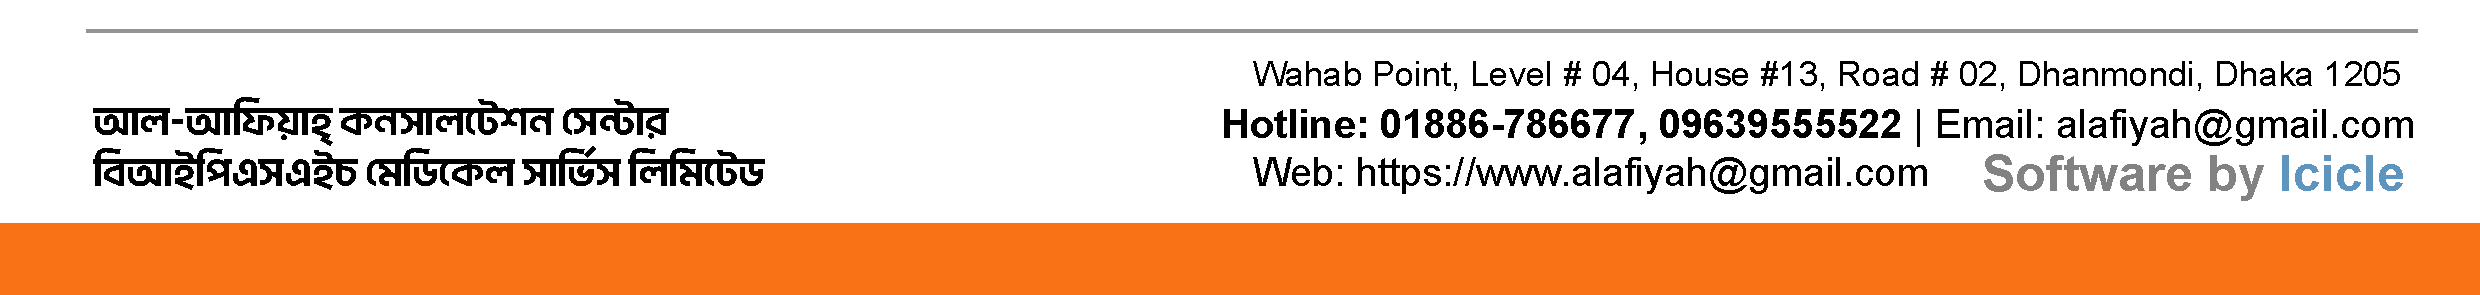 Wahab Point, Level # 04, House #13, Road # 02, Dhanmondi, Dhaka 1205
আল-আফিয়াহ্ কনসালটেশন সেন্টার
Hotline: 01886-786677, 09639555522 | Email: alafiyah@gmail.com
বিআইপিএসএইচ মেডিকেল সার্ভিস লিমিটেড
Web: https://www.alafiyah@gmail.com
Software by Icicle